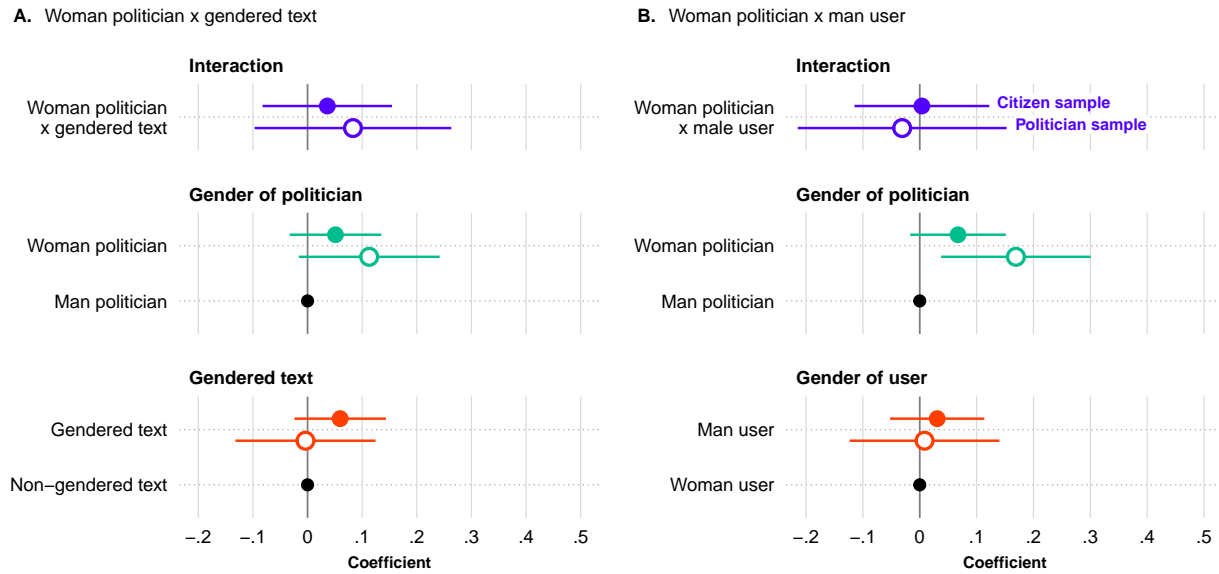 A. Woman politician x gendered text
Interaction
Woman politician
x gendered text
Gender of politician
Woman politician
Man politician
Gendered text
Gendered text
Non−gendered text
−.2 −.1 0 .1 .2 .3 .4 .5
Coefficient
B. Woman politician x man user
Interaction
Woman politician
x male user
Citizen sample
Politician sample
Gender of politician
Woman politician
Man politician
Gender of user
Man user
Woman user
−.2 −.1 0 .1 .2 .3 .4 .5
Coefficient